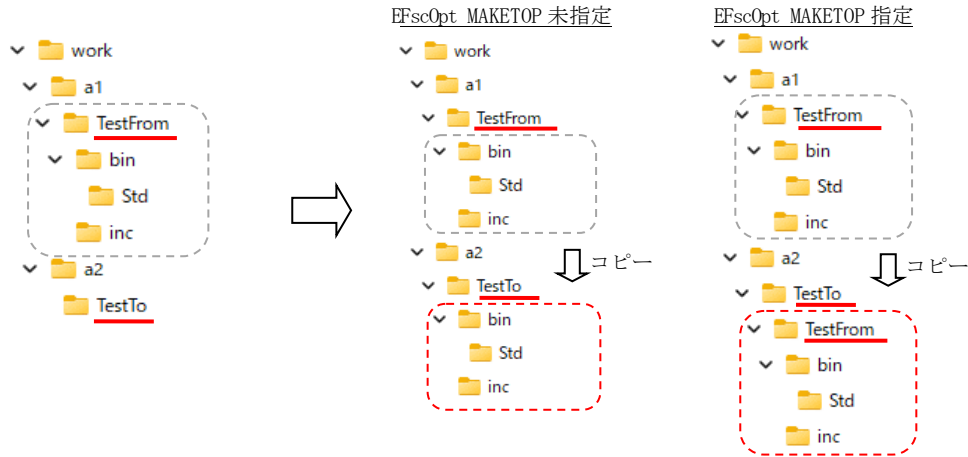 work
a1
TestFrom
bin
Std
inc
a2
TestTo
EFscOpt MAKETOP 未指定
work
a1
TestFrom
bin
Std
inc
a2
コピー
TestTo
bin
Std
inc
EFscOpt MAKETOP 指定
work
a1
TestFrom
bin
Std
inc
a2
コピー
TestTo
TestFrom
bin
Std
inc